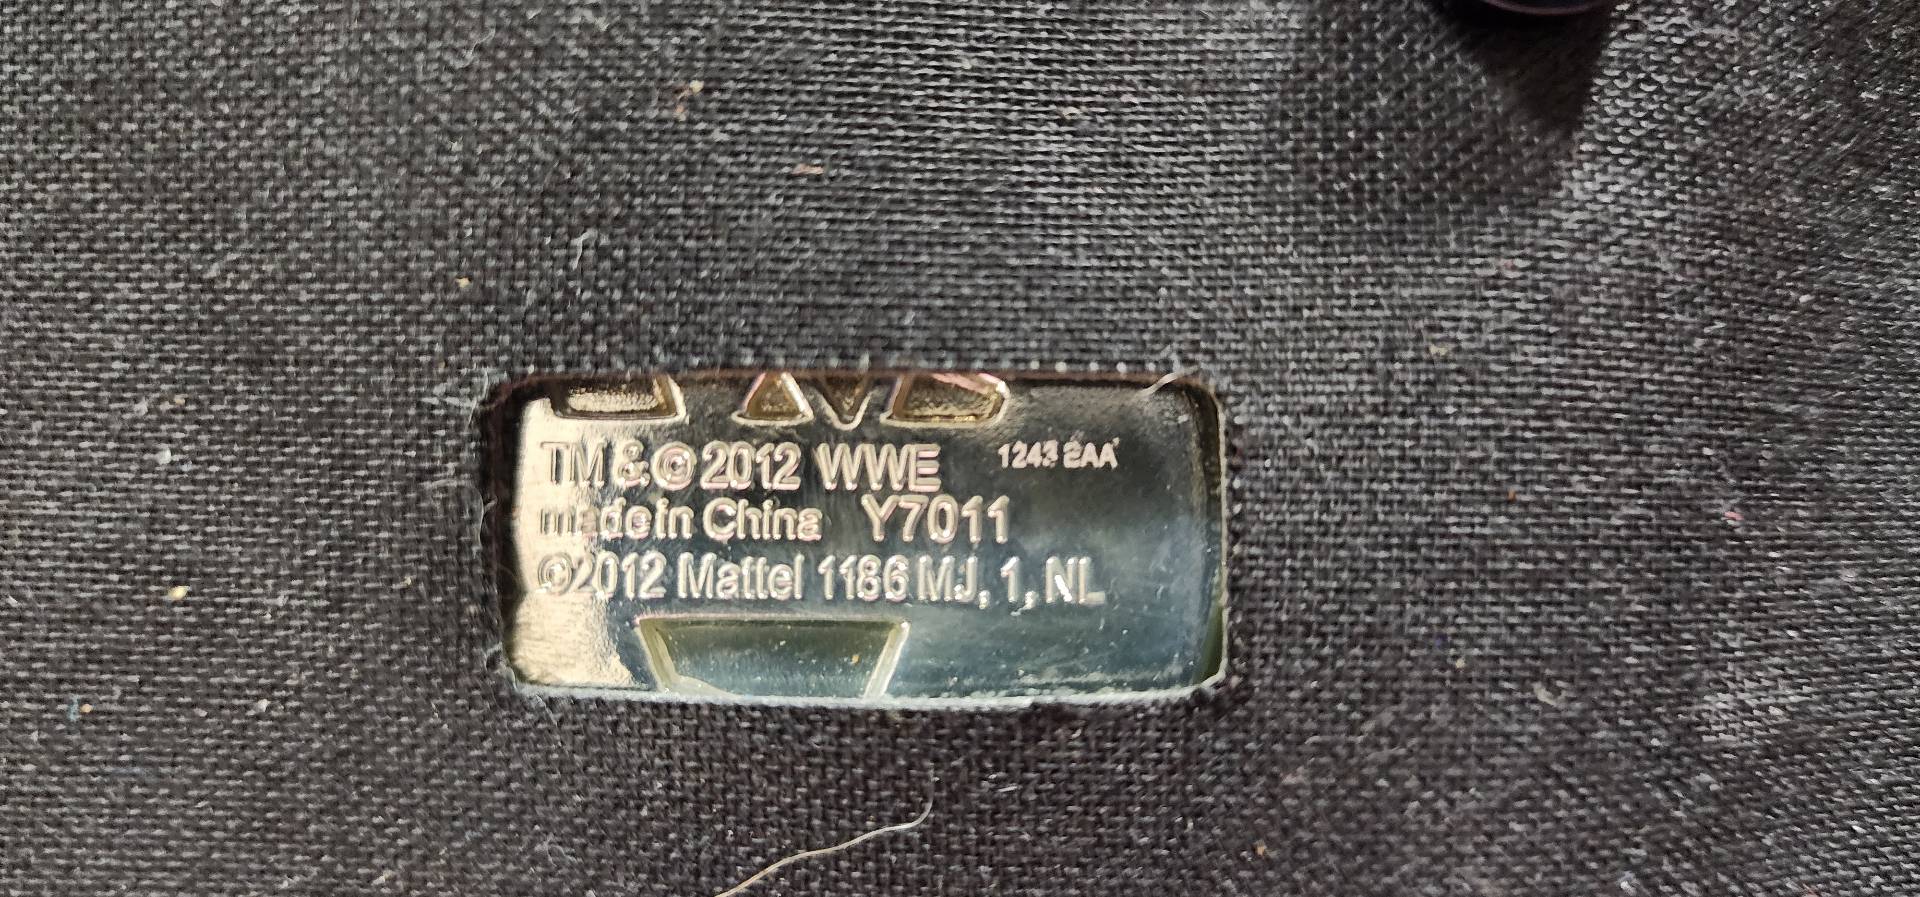 TM & © 2012 WWE 1243 2AA
made in China Y7011
©2012 Mattel 1186 MJ, 1, NL